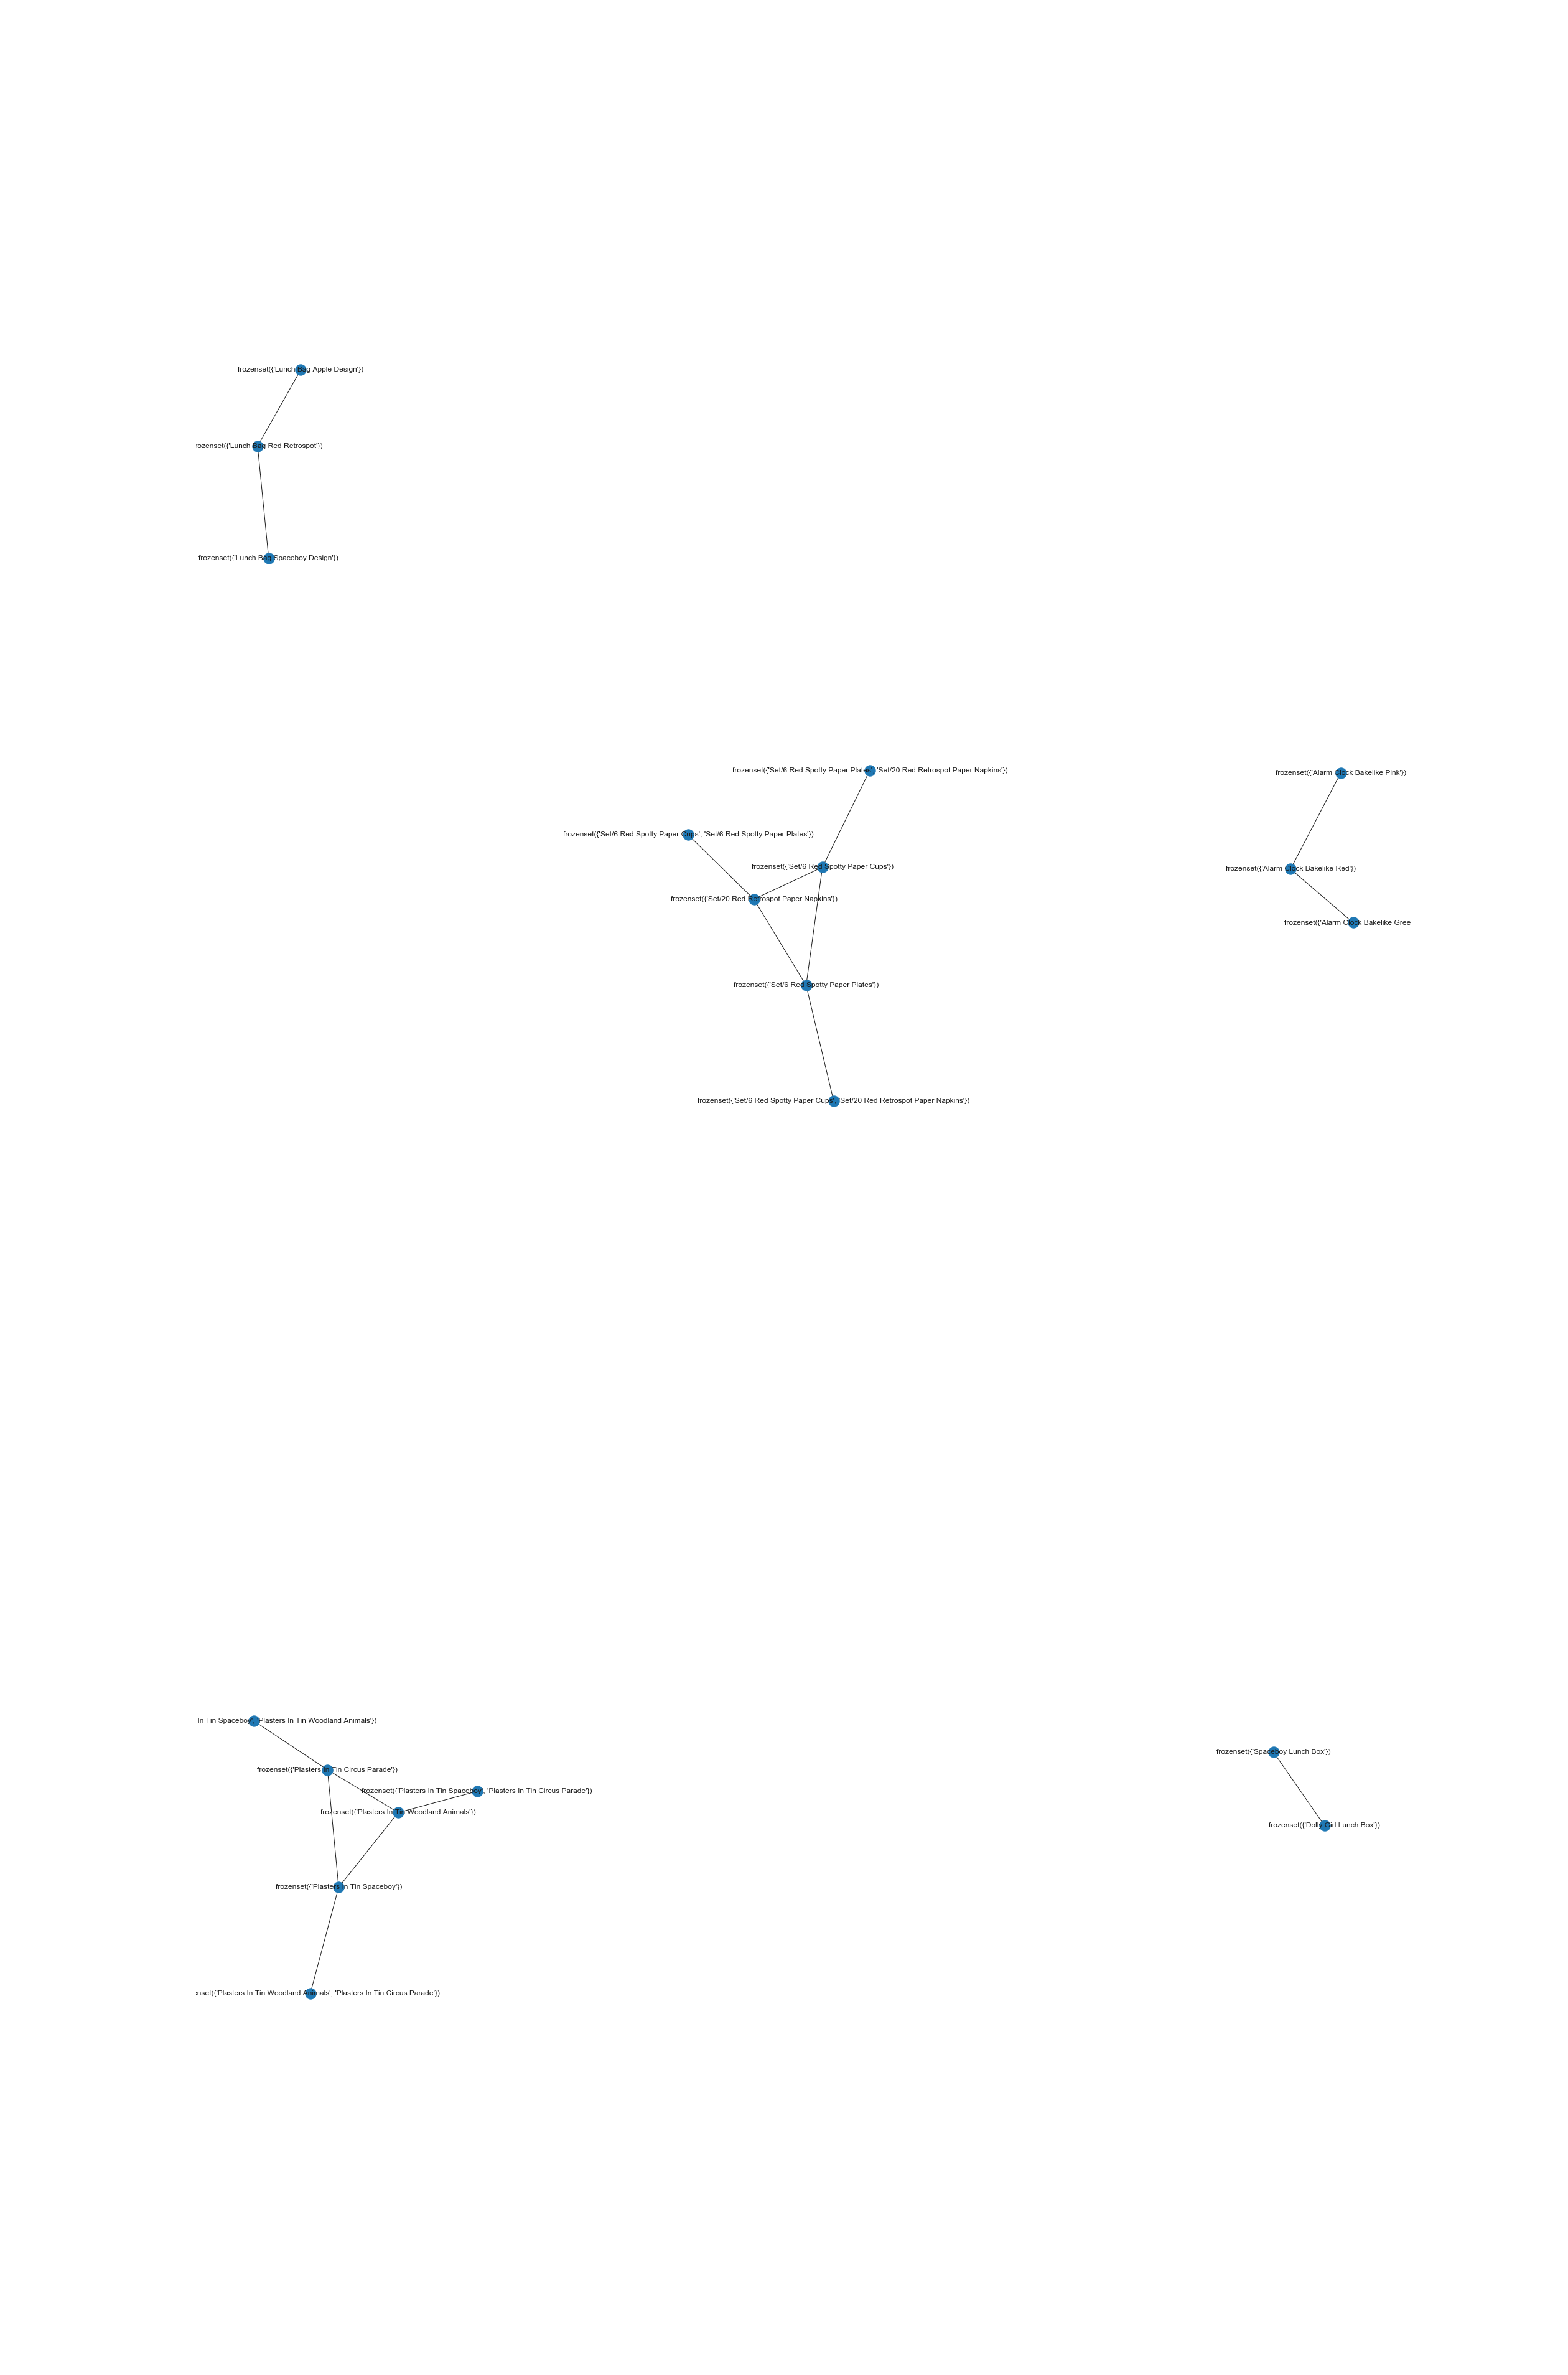 frozenset({'Lunch Bag Apple Design'})
rozenset({'Lunch Bag Red Retrospot'})
frozenset({'Lunch Bag Spaceboy Design'})
frozenset({'Set/6 Red Spotty Paper Plates', 'Set/20 Red Retrospot Paper Napkins'})
frozenset({'Alarm Clock Bakelike Pink'})
frozenset({'Set/6 Red Spotty Paper Cups', 'Set/6 Red Spotty Paper Plates'})
frozenset({'Set/6 Red Spotty Paper Cups'})
frozenset({'Alarm Clock Bakelike Red'})
frozenset({'Set/20 Red Retrospot Paper Napkins'})
frozenset({'Alarm Clock Bakelike Gree
frozenset({'Set/6 Red Spotty Paper Plates'})
frozenset({'Set/6 Red Spotty Paper Cups', 'Set/20 Red Retrospot Paper Napkins'})
In Tin Spaceboy', 'Plasters In Tin Woodland Animals'})
frozenset({'Spaceboy Lunch Box'})
frozenset({'Plasters In Tin Circus Parade'})
frozenset({'Plasters In Tin Spaceboy', 'Plasters In Tin Circus Parade'})
frozenset({'Plasters In Tin Woodland Animals'})
frozenset({'Dolly Girl Lunch Box'})
frozenset({'Plasters In Tin Spaceboy'})
enset({'Plasters In Tin Woodland Animals', 'Plasters In Tin Circus Parade'})